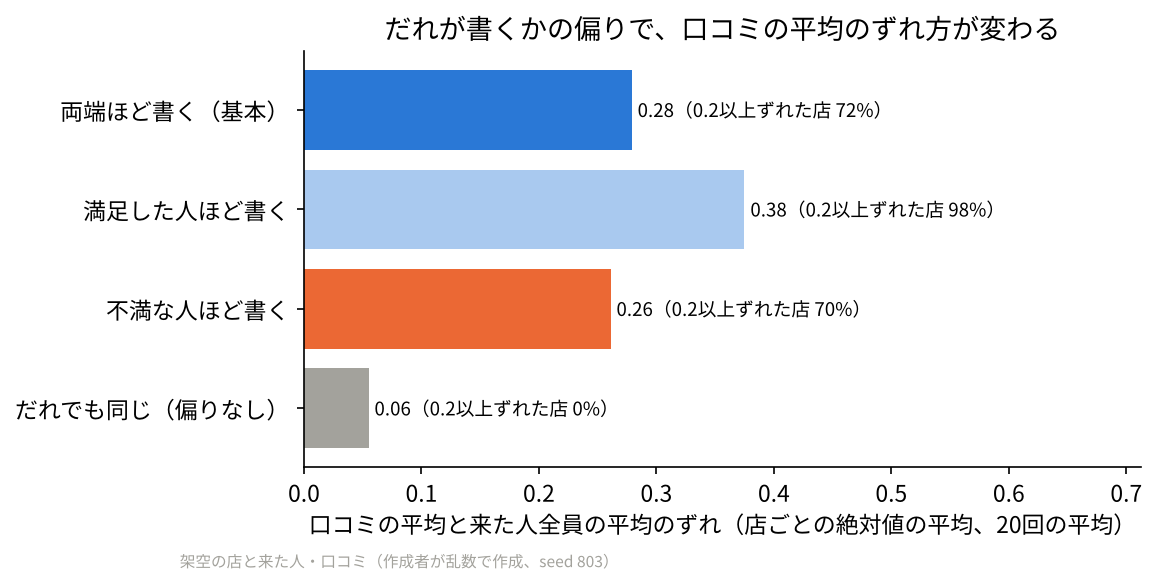 だれが書くかの偏りで、口コミの平均のずれ方が変わる
両端ほど書く（基本）
0.28（0.2以上ずれた店 72%）
満足した人ほど書く
0.38（0.2以上ずれた店 98%）
不満な人ほど書く
0.26（0.2以上ずれた店 70%）
だれでも同じ（偏りなし）
0.06（0.2以上ずれた店 0%）
0.0 0.1 0.2 0.3 0.4 0.5 0.6 0.7
口コミの平均と来た人全員の平均のずれ（店ごとの絶対値の平均、20回の平均）
架空の店と来た人・口コミ（作成者が乱数で作成、seed 803）